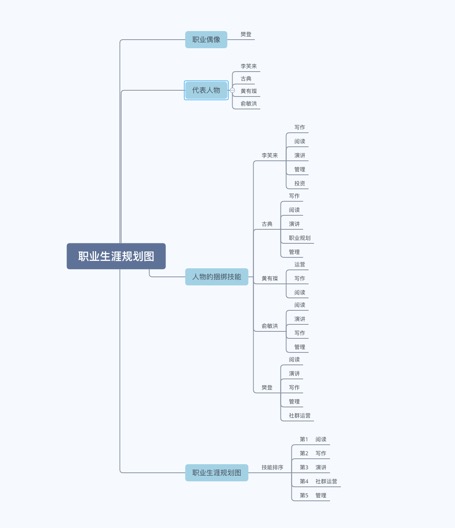 职业生涯规划图
职业偶像
樊登
代表人物
李笑来
古典
黄有璨
俞敏洪
人物的捆绑技能
李笑来
写作
阅读
演讲
管理
投资
古典
写作
阅读
演讲
职业规划
管理
黄有璨
运营
写作
阅读
俞敏洪
阅读
演讲
写作
管理
樊登
阅读
演讲
写作
管理
社群运营
职业生涯规划图
技能排序
第1 阅读
第2 写作
第3 演讲
第4 社群运营
第5 管理